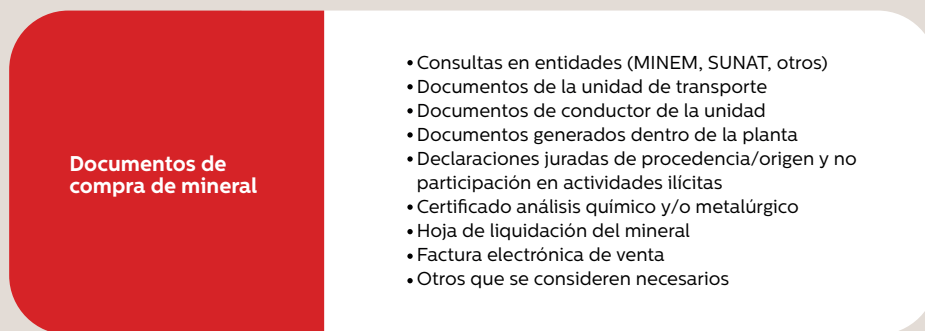 Documentos de
compra de mineral
• Consultas en entidades (MINEM, SUNAT, otros)
• Documentos de la unidad de transporte
• Documentos de conductor de la unidad
• Documentos generados dentro de la planta
• Declaraciones juradas de procedencia/origen y no
participación en actividades ilícitas
• Certificado análisis químico y/o metalúrgico
• Hoja de liquidación del mineral
• Factura electrónica de venta
• Otros que se consideren necesarios